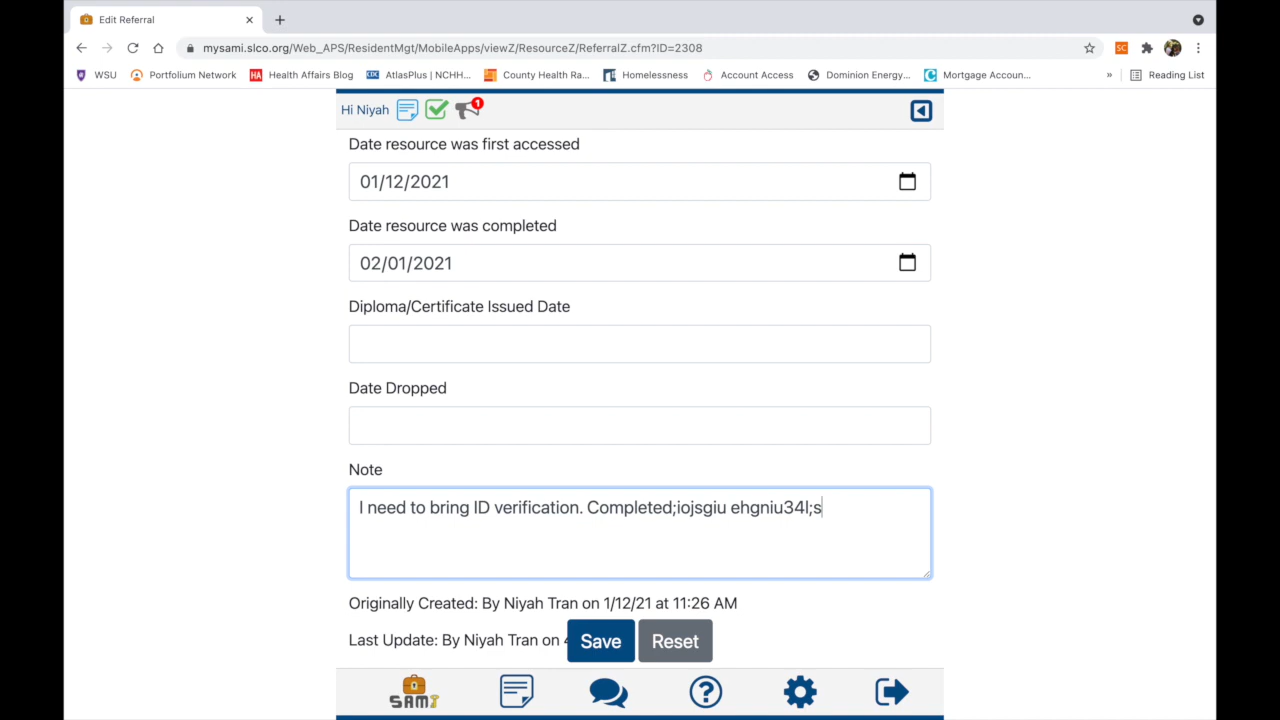 Edit Referral
mysami.slco.org/Web_APS/ResidentMgt/MobileApps/viewZ/ResourceZ/ReferralZ.cfm?ID=2308
WSU Portfolium Network HA Health Affairs Blog CDC AtlasPlus | NCHH... County Health Ra... Homelessness Account Access Dominion Energy,... Mortgage Accoun... » Reading List
Hi Niyah 1
Date resource was first accessed
01/12/2021
Date resource was completed
02/01/2021
Diploma/Certificate Issued Date
Date Dropped
Note
I need to bring ID verification. Completed;iojsgiu ehgniu34l;s
Originally Created: By Niyah Tran on 1/12/21 at 11:26 AM
Last Update: By Niyah Tran on
Save Reset
SAMI